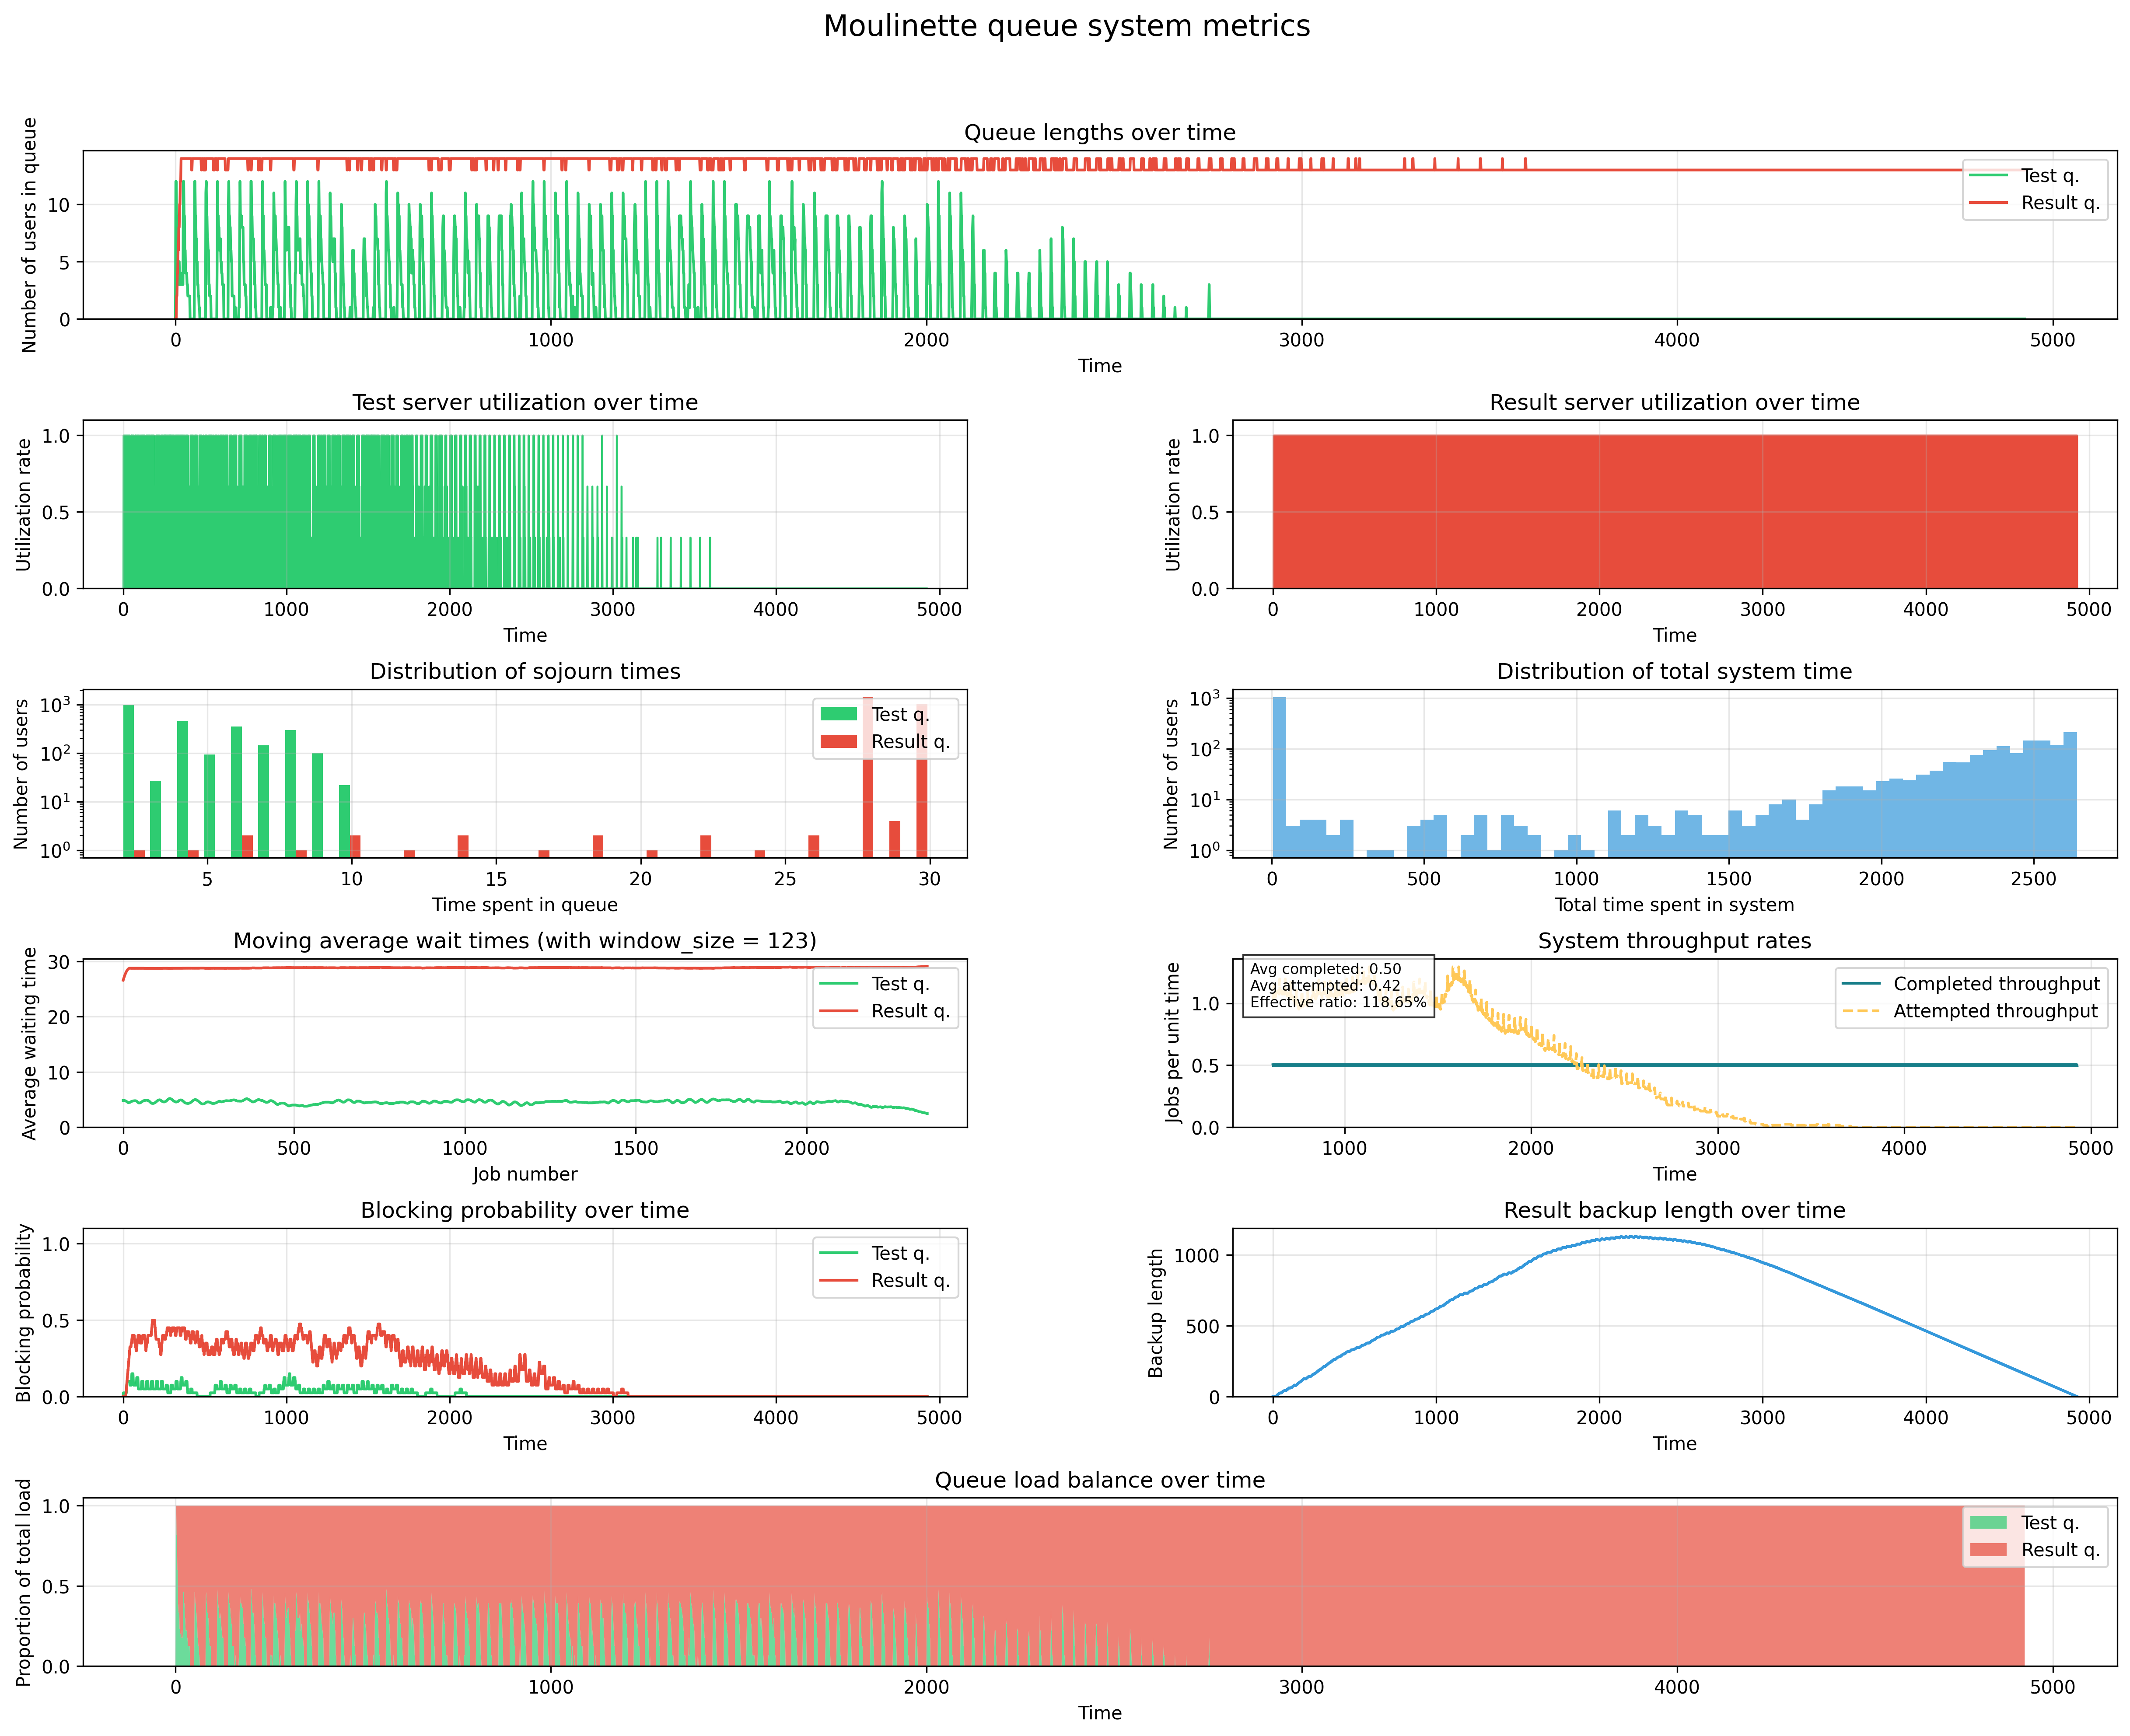 Moulinette queue system metrics
Queue lengths over time
Number of users in queue
10
5
0
0
1000
2000
3000
4000
5000
Time
Test q.
Result q.
Test server utilization over time
Utilization rate
1.0
0.5
0.0
0
1000
2000
3000
4000
5000
Time
Result server utilization over time
Utilization rate
1.0
0.5
0.0
0
1000
2000
3000
4000
5000
Time
Distribution of sojourn times
Number of users
10³
10²
10¹
10⁰
5
10
15
20
25
30
Time spent in queue
Test q.
Result q.
Distribution of total system time
Number of users
10³
10²
10¹
10⁰
0
500
1000
1500
2000
2500
Total time spent in system
Moving average wait times (with window_size = 123)
Average waiting time
30
20
10
0
0
500
1000
1500
2000
Job number
Test q.
Result q.
System throughput rates
Jobs per unit time
1.0
0.5
0.0
1000
2000
3000
4000
5000
Time
Avg completed: 0.50
Avg attempted: 0.42
Effective ratio: 118.65%
Completed throughput
Attempted throughput
Blocking probability over time
Blocking probability
1.0
0.5
0.0
0
1000
2000
3000
4000
5000
Time
Test q.
Result q.
Result backup length over time
Backup length
1000
500
0
0
1000
2000
3000
4000
5000
Time
Queue load balance over time
Proportion of total load
1.0
0.5
0.0
0
1000
2000
3000
4000
5000
Time
Test q.
Result q.